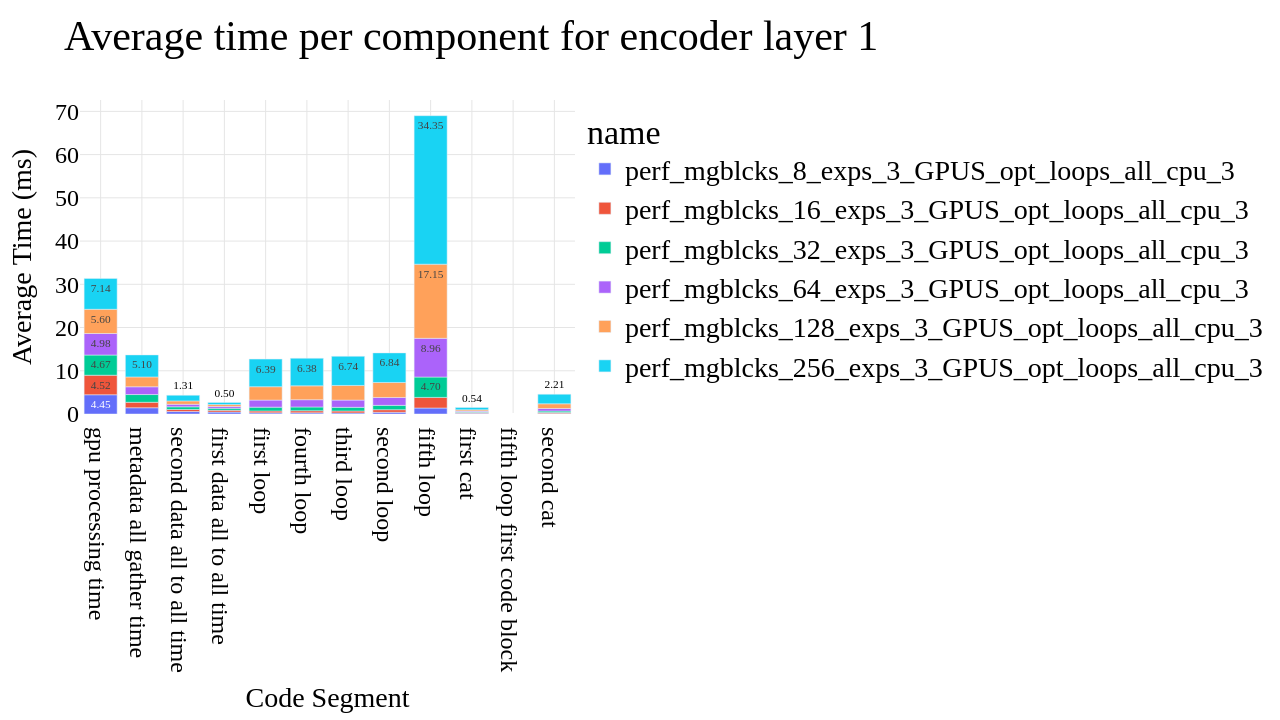 Average time per component for encoder layer 1
Average Time (ms)
70
60
50
40
30
20
10
0
7.14
5.60
4.98
4.67
4.52
4.45
5.10
1.31
0.50
6.39
6.38
6.74
6.84
34.35
17.15
8.96
4.70
0.54
2.21
gpu processing time
metadata all gather time
second data all to all time
first data all to all time
first loop
fourth loop
third loop
second loop
fifth loop
first cat
fifth loop first code block
second cat
Code Segment
name
perf_mgblcks_8_exps_3_GPUS_opt_loops_all_cpu_3
perf_mgblcks_16_exps_3_GPUS_opt_loops_all_cpu_3
perf_mgblcks_32_exps_3_GPUS_opt_loops_all_cpu_3
perf_mgblcks_64_exps_3_GPUS_opt_loops_all_cpu_3
perf_mgblcks_128_exps_3_GPUS_opt_loops_all_cpu_3
perf_mgblcks_256_exps_3_GPUS_opt_loops_all_cpu_3